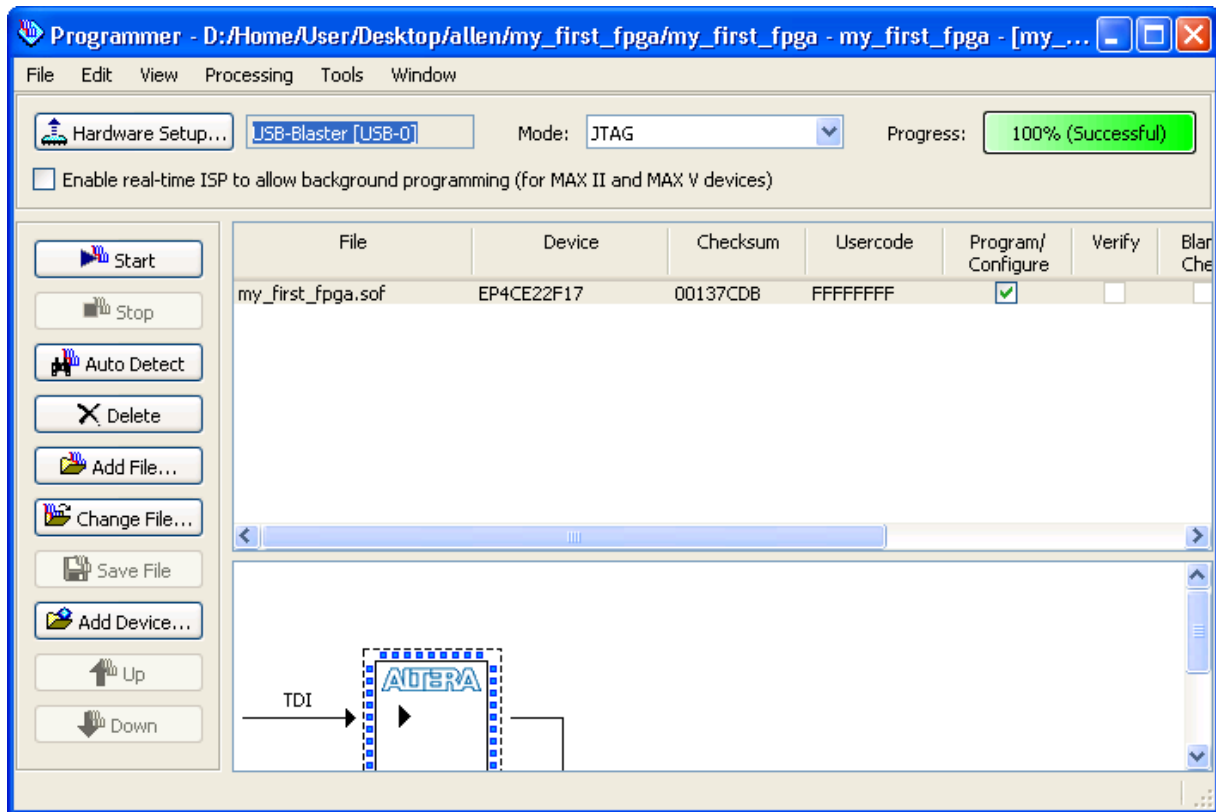 Programmer - D:/Home/User/Desktop/allen/my_first_fpga/my_first_fpga - my_first_fpga - [my_...
File Edit View Processing Tools Window
Hardware Setup... USB-Blaster [USB-0] Mode: JTAG Progress: 100% (Successful)
Enable real-time ISP to allow background programming (for MAX II and MAX V devices)
Start
Stop
Auto Detect
Delete
Add File...
Change File...
Save File
Add Device...
Up
Down
File Device Checksum Usercode Program/ Verify Blan
Configure Che
my_first_fpga.sof EP4CE22F17 00137CDB FFFFFFFF
ALTERA
TDI